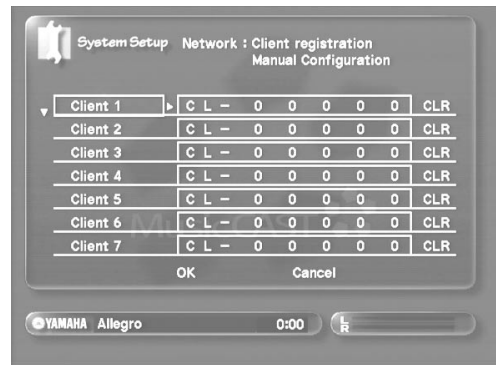 System Setup Network : Client registration
Manual Configuration
Client 1 C L – 0 0 0 0 0 CLR
Client 2 C L – 0 0 0 0 0 CLR
Client 3 C L – 0 0 0 0 0 CLR
Client 4 C L – 0 0 0 0 0 CLR
Client 5 C L – 0 0 0 0 0 CLR
Client 6 C L – 0 0 0 0 0 CLR
Client 7 C L – 0 0 0 0 0 CLR
MusicCAST
OK Cancel
YAMAHA Allegro 0:00 L
R